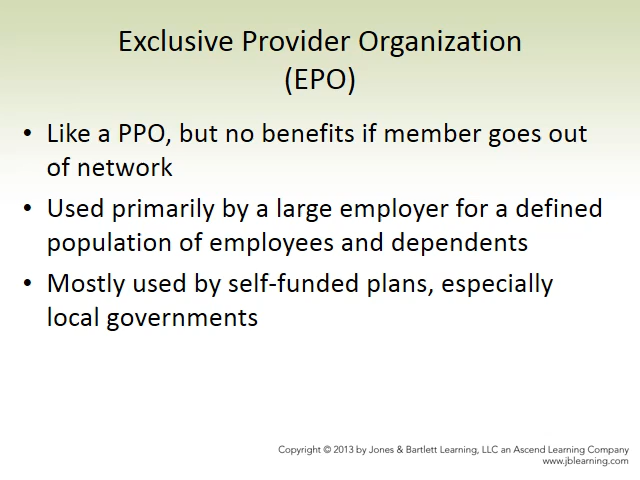 Exclusive Provider Organization
(EPO)
• Like a PPO, but no benefits if member goes out
of network
• Used primarily by a large employer for a defined
population of employees and dependents
• Mostly used by self-funded plans, especially
local governments
Copyright © 2013 by Jones & Bartlett Learning, LLC an Ascend Learning Company
www.jblearning.com